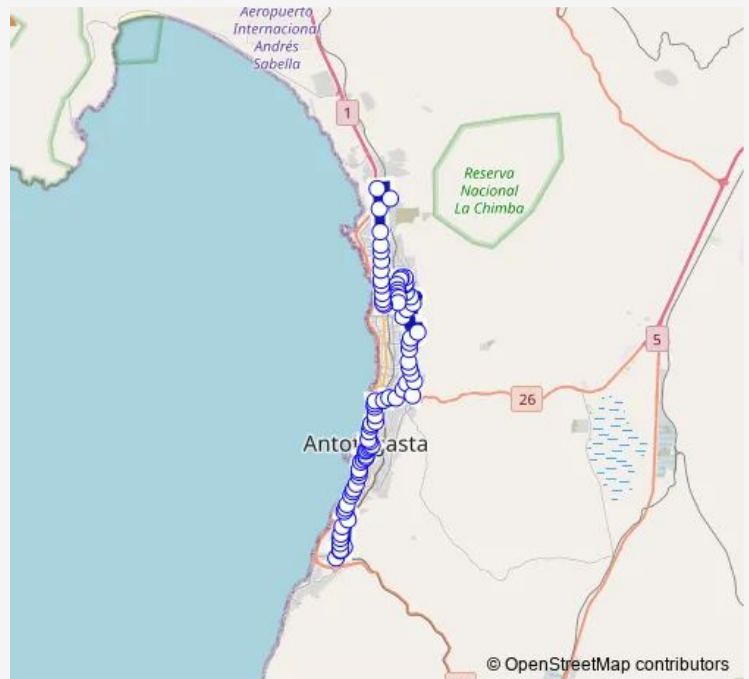 Aeropuerto
Internacional
Andrés
Sabella
1
Reserva
Nacional
La Chimba
5
26
Antofagasta
© OpenStreetMap contributors